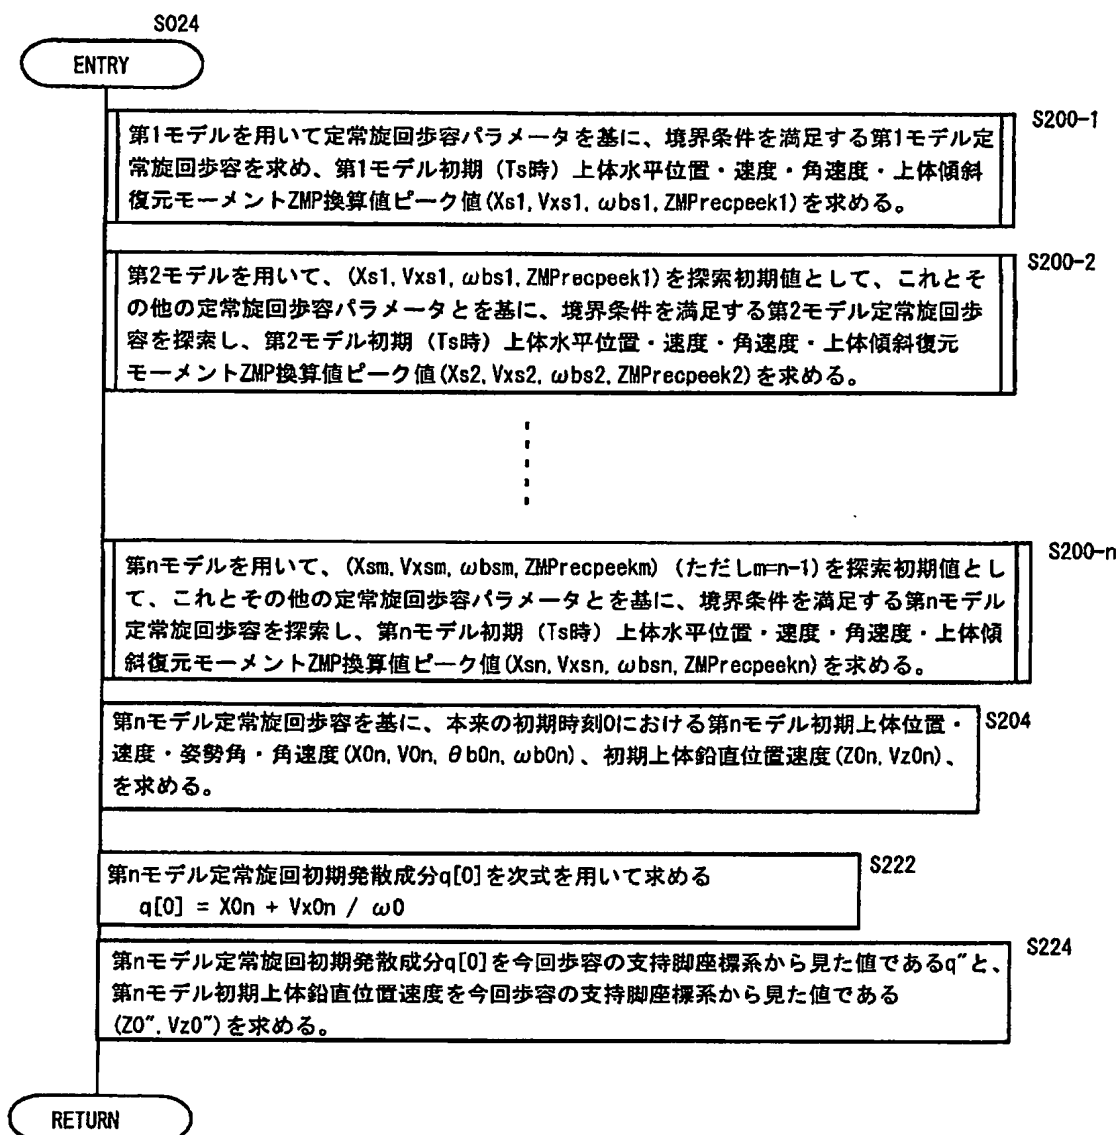 S024
ENTRY
S200-1
第1モデルを用いて定常旋回歩容パラメータを基に、境界条件を満足する第1モデル定
常旋回歩容を求め、第1モデル初期（Ts時）上体水平位置・速度・角速度・上体傾斜
復元モーメントZMP換算値ピーク値(Xs1, Vxs1, ωbs1, ZMPrecpeek1)を求める。
S200-2
第2モデルを用いて、(Xs1, Vxs1, ωbs1, ZMPrecpeek1)を探索初期値として、これとそ
の他の定常旋回歩容パラメータとを基に、境界条件を満足する第2モデル定常旋回歩
容を探索し、第2モデル初期（Ts時）上体水平位置・速度・角速度・上体傾斜復元
モーメントZMP換算値ピーク値(Xs2, Vxs2, ωbs2, ZMPrecpeek2)を求める。
S200-n
第nモデルを用いて、(Xsm, Vxsm, ωbsm, ZMPrecpeekm)（ただしm=n-1)を探索初期値とし
て、これとその他の定常旋回歩容パラメータとを基に、境界条件を満足する第nモデル
定常旋回歩容を探索し、第nモデル初期（Ts時）上体水平位置・速度・角速度・上体傾
斜復元モーメントZMP換算値ピーク値(Xsn, Vxsn, ωbsn, ZMPrecpeekn)を求める。
S204
第nモデル定常旋回歩容を基に、本来の初期時刻0における第nモデル初期上体位置・
速度・姿勢角・角速度(X0n, V0n, θb0n, ωb0n)、初期上体鉛直位置速度(Z0n, Vz0n)、
を求める。
S222
第nモデル定常旋回初期発散成分q[0]を次式を用いて求める
q[0] = X0n + Vx0n / ω0
S224
第nモデル定常旋回初期発散成分q[0]を今回歩容の支持脚座標系から見た値であるq″と、
第nモデル初期上体鉛直位置速度を今回歩容の支持脚座標系から見た値である
(Z0″, Vz0″)を求める。
RETURN